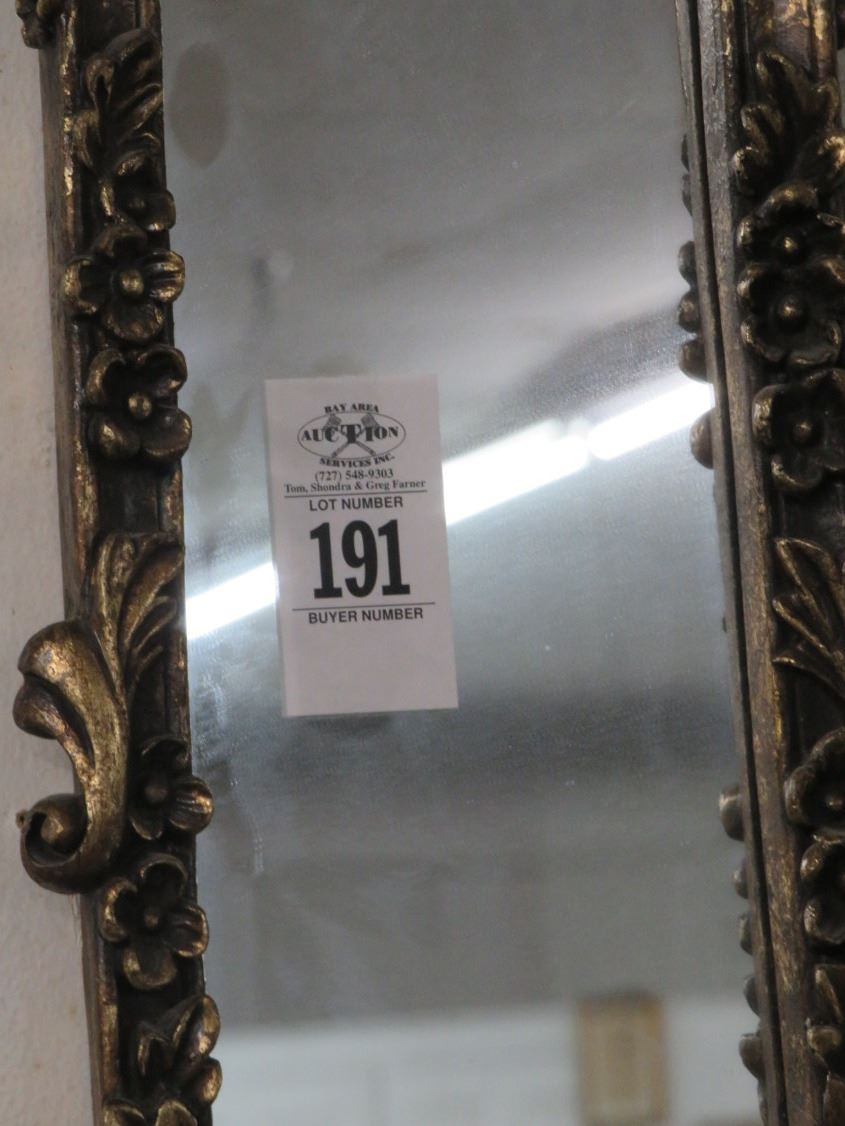 BAY AREA
AUCTION
SERVICES INC.
(727) 548-9303
Tom, Shondra & Greg Farner
LOT NUMBER
191
BUYER NUMBER